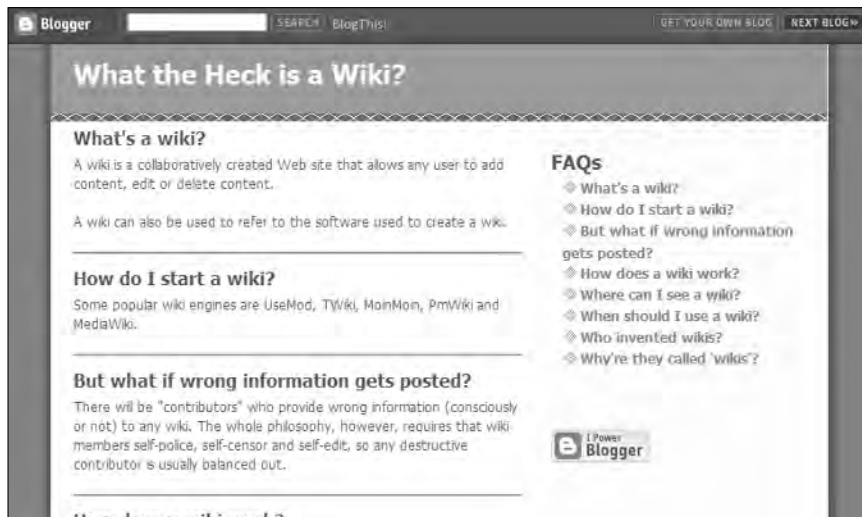 Blogger
SEARCH BlogThis!
GET YOUR OWN BLOG NEXT BLOG»
What the Heck is a Wiki?
What's a wiki?
A wiki is a collaboratively created Web site that allows any user to add
content, edit or delete content.
A wiki can also be used to refer to the software used to create a wiki.
How do I start a wiki?
Some popular wiki engines are UseMod, TWiki, MoinMoin, PmWiki and
MediaWiki.
But what if wrong information gets posted?
There will be "contributors" who provide wrong information (consciously
or not) to any wiki. The whole philosophy, however, requires that wiki
members self-police, self-censor and self-edit, so any destructive
contributor is usually balanced out.
FAQs
What's a wiki?
How do I start a wiki?
But what if wrong information
gets posted?
How does a wiki work?
Where can I see a wiki?
When should I use a wiki?
Who invented wikis?
Why're they called 'wikis'?
I Power
Blogger